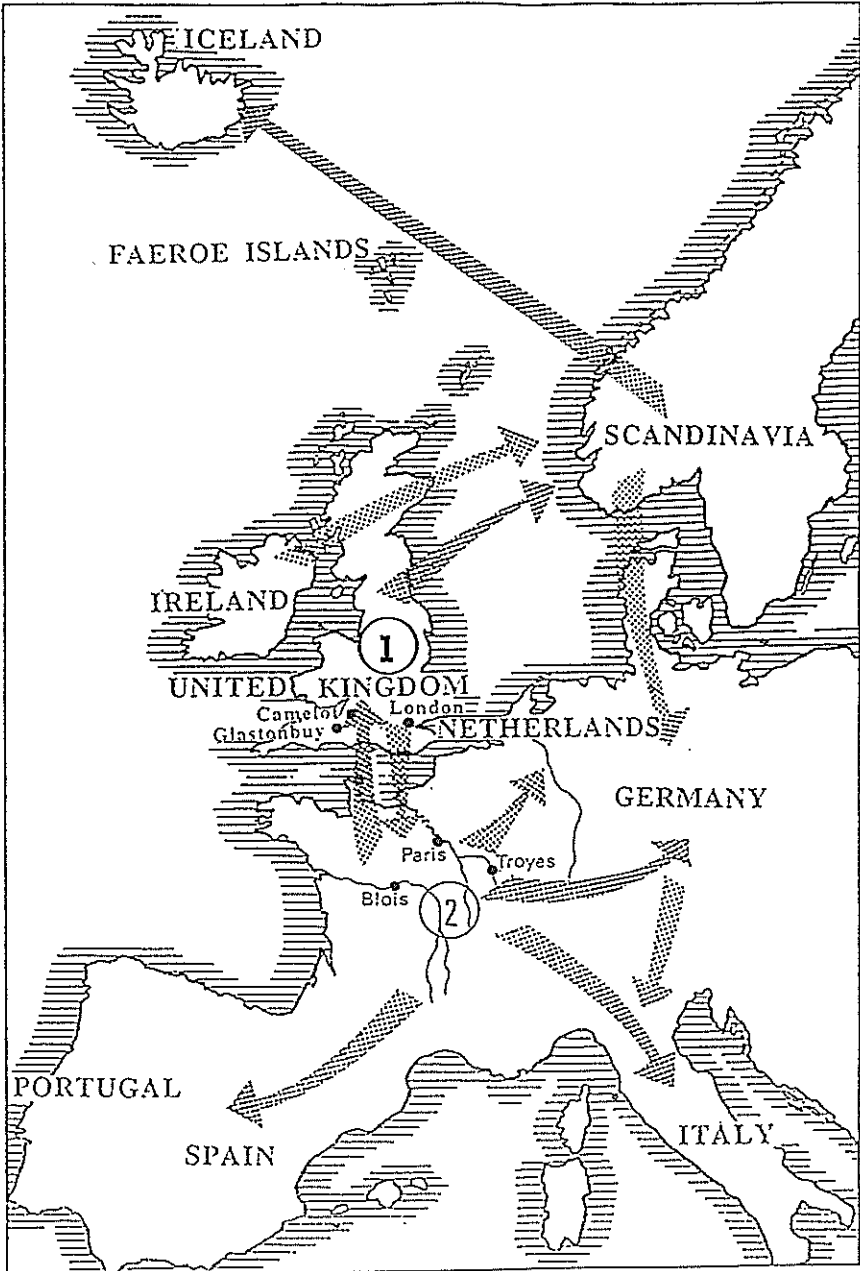 ICELAND
FAEROE ISLANDS
SCANDINAVIA
IRELAND
1
UNITED KINGDOM
Camelot
London
Glastonbuy
NETHERLANDS
GERMANY
Paris
Troyes
Blois
2
PORTUGAL
SPAIN
ITALY